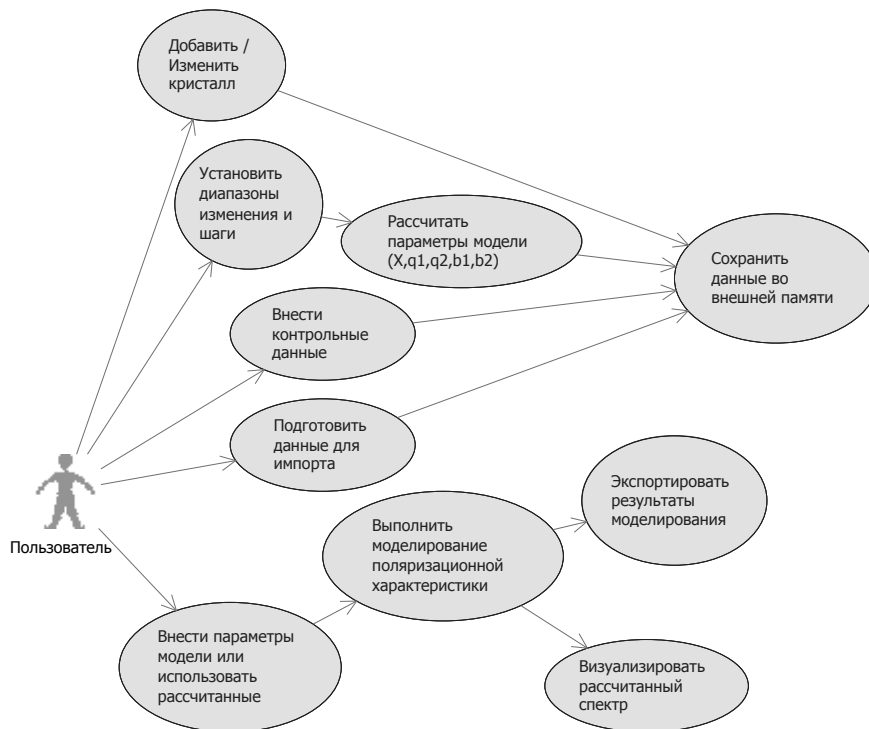 Добавить /
Изменить
кристалл
Установить
диапазоны
изменения и
шаги
Рассчитать
параметры модели
(X,q1,q2,b1,b2)
Сохранить
данные во
внешней памяти
Внести
контрольные
данные
Подготовить
данные для
импорта
Пользователь
Выполнить
моделирование
поляризационной
характеристики
Экспортировать
результаты
моделирования
Внести параметры
модели или
использовать
рассчитанные
Визуализировать
рассчитанный
спектр